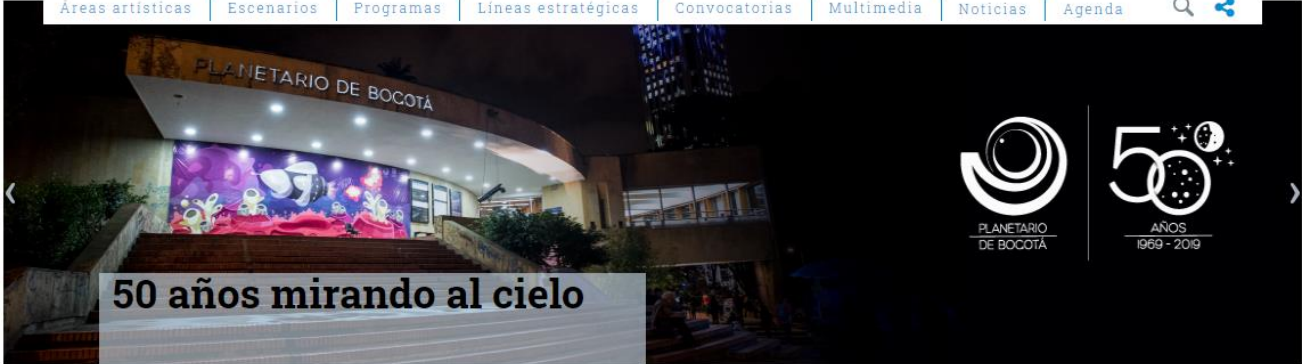 Áreas artísticas Escenarios Programas Líneas estratégicas Convocatorias Multimedia Noticias Agenda
PLANETARIO DE BOGOTÁ
50
PLANETARIO
DE BOGOTÁ
AÑOS
1969 - 2019
50 años mirando al cielo